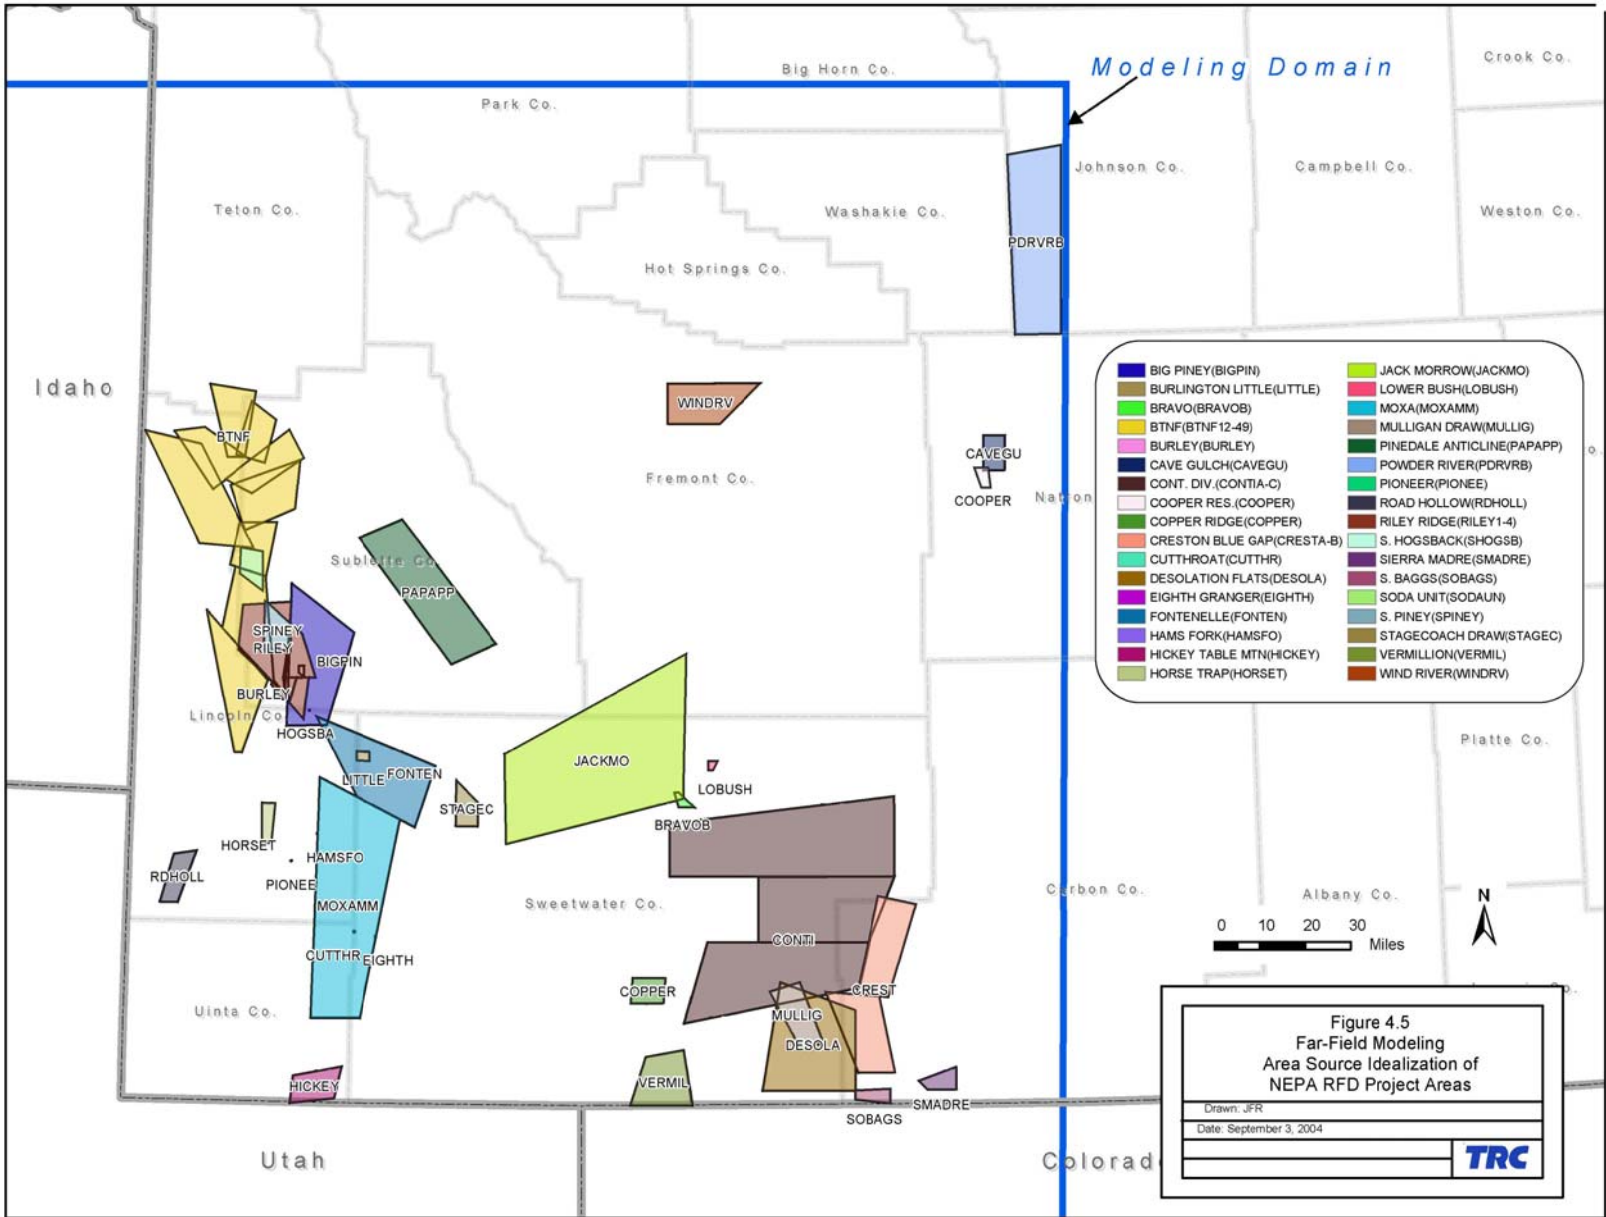 Big Horn Co.
Modeling Domain
Crook Co.
Park Co.
Johnson Co.
Campbell Co.
Teton Co.
Washakie Co.
Weston Co.
PDRVRB
Hot Springs Co.
Idaho
WINDRV
BTNF
CAVEGU
Fremont Co.
COOPER
Natron
o.
Sublette Co
PAPAPP
SPINEY
RILEY
BIGPIN
BURLEY
Lincoln Co
HOGSBA
JACKMO
LITTLE
FONTEN
LOBUSH
STAGEC
BRAVOB
HORSET
HAMSFO
RDHOLL
PIONEE
MOXAMM
Sweetwater Co.
Carbon Co.
Albany Co.
Platte Co.
CONTI
CUTTHR
EIGHTH
COPPER
CREST
Uinta Co.
MULLIG
DESOLA
HICKEY
VERMIL
SMADRE
SOBAGS
Utah
Colorad
BIG PINEY(BIGPIN)
BURLINGTON LITTLE(LITTLE)
BRAVO(BRAVOB)
BTNF(BTNF12-49)
BURLEY(BURLEY)
CAVE GULCH(CAVEGU)
CONT. DIV.(CONTIA-C)
COOPER RES.(COOPER)
COPPER RIDGE(COPPER)
CRESTON BLUE GAP(CRESTA-B)
CUTTHROAT(CUTTHR)
DESOLATION FLATS(DESOLA)
EIGHTH GRANGER(EIGHTH)
FONTENELLE(FONTEN)
HAMS FORK(HAMSFO)
HICKEY TABLE MTN(HICKEY)
HORSE TRAP(HORSET)
JACK MORROW(JACKMO)
LOWER BUSH(LOBUSH)
MOXA(MOXAMM)
MULLIGAN DRAW(MULLIG)
PINEDALE ANTICLINE(PAPAPP)
POWDER RIVER(PDRVRB)
PIONEER(PIONEE)
ROAD HOLLOW(RDHOLL)
RILEY RIDGE(RILEY1-4)
S. HOGSBACK(SHOGSB)
SIERRA MADRE(SMADRE)
S. BAGGS(SOBAGS)
SODA UNIT(SODAUN)
S. PINEY(SPINEY)
STAGECOACH DRAW(STAGEC)
VERMILLION(VERMIL)
WIND RIVER(WINDRV)
N
0 10 20 30
Miles
o.
Figure 4.5
Far-Field Modeling
Area Source Idealization of
NEPA RFD Project Areas
Drawn: JFR
Date: September 3, 2004
TRC